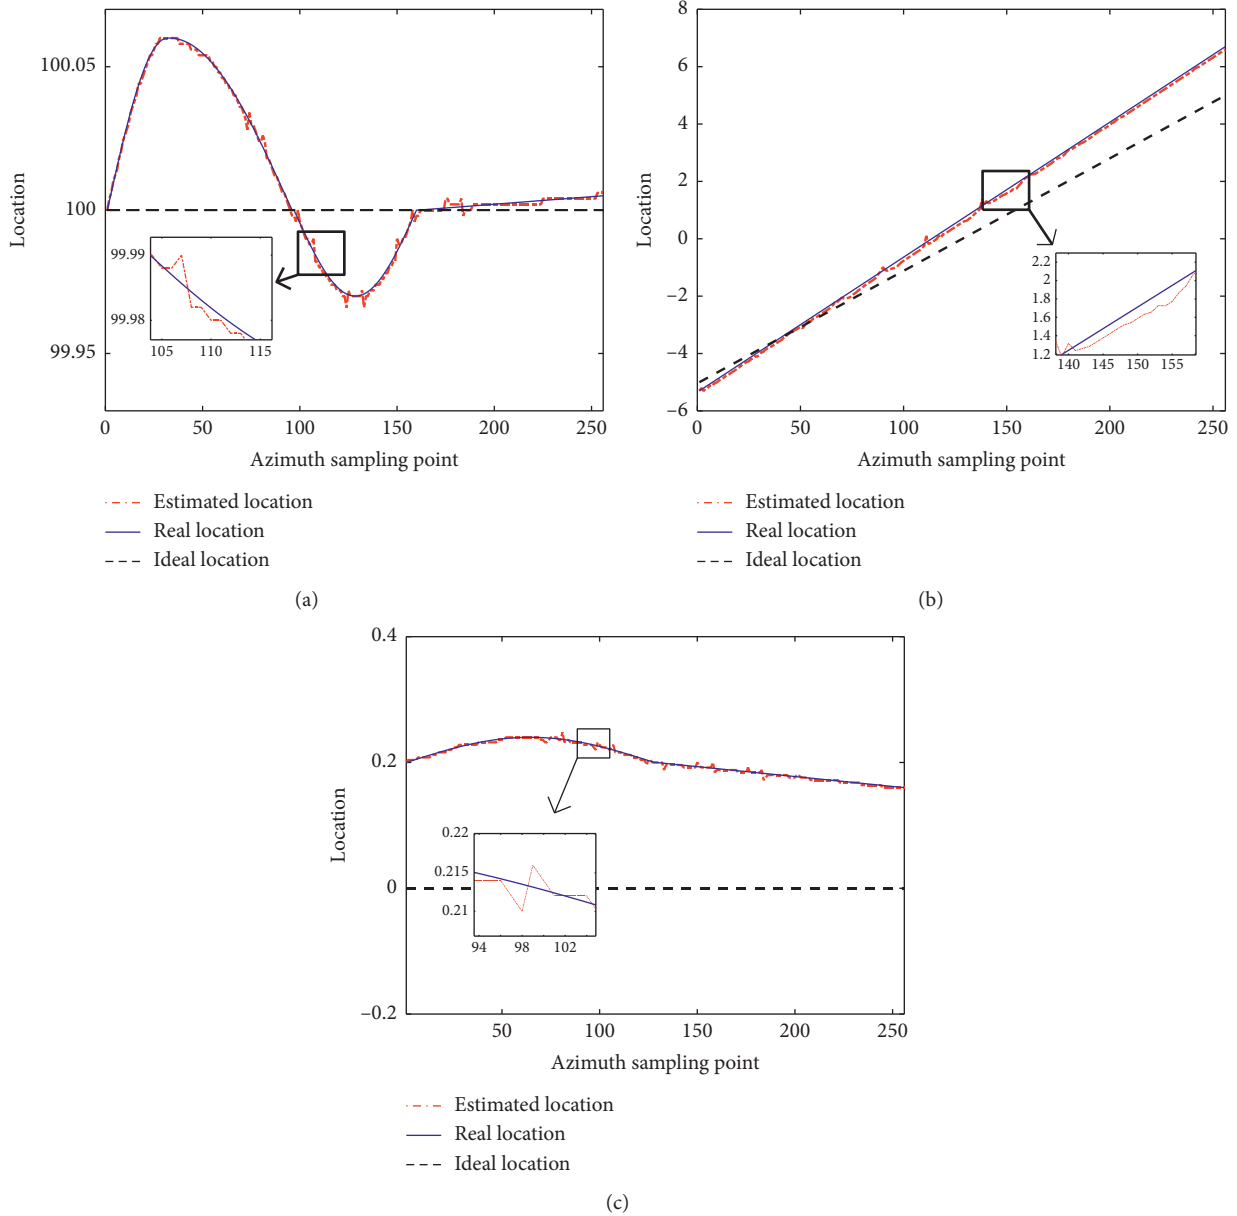 100.05
100
99.95
Location
99.99
99.98
105 110 115
0 50 100 150 200 250
Azimuth sampling point
Estimated location
Real location
Ideal location
(a)
8
6
4
2
0
–2
–4
–6
Location
2.2
2
1.8
1.6
1.4
1.2
140 145 150 155
0 50 100 150 200 250
Azimuth sampling point
Estimated location
Real location
Ideal location
(b)
0.4
0.2
0
–0.2
Location
0.22
0.215
0.21
94 98 102
50 100 150 200 250
Azimuth sampling point
Estimated location
Real location
Ideal location
(c)